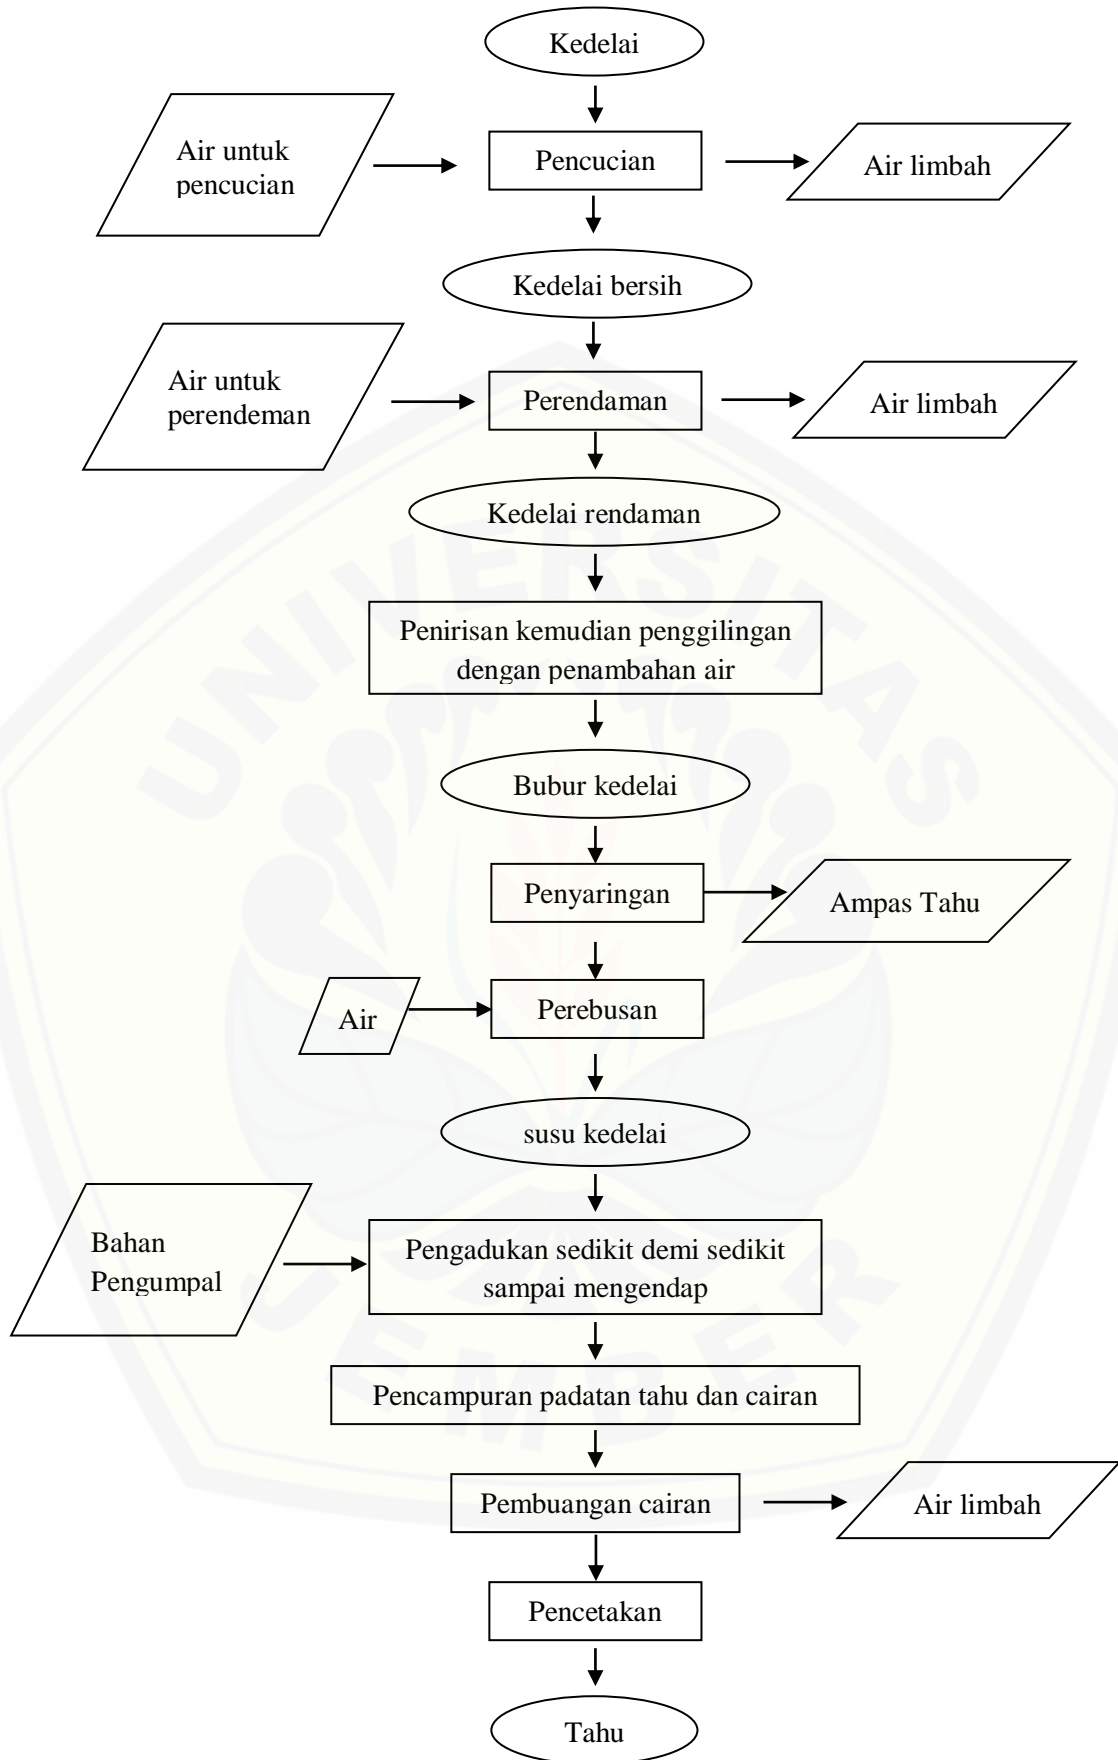 Kedelai
Air untuk
pencucian
Pencucian
Air limbah
Kedelai bersih
Air untuk
perendeman
Perendaman
Air limbah
Kedelai rendaman
Penirisan kemudian penggilingan
dengan penambahan air
Bubur kedelai
Penyaringan
Ampas Tahu
Air
Perebusan
susu kedelai
Bahan
Pengumpal
Pengadukan sedikit demi sedikit
sampai mengendap
Pencampuran padatan tahu dan cairan
Pembuangan cairan
Air limbah
Pencetakan
Tahu
UNIVERSITAS
JEMBER